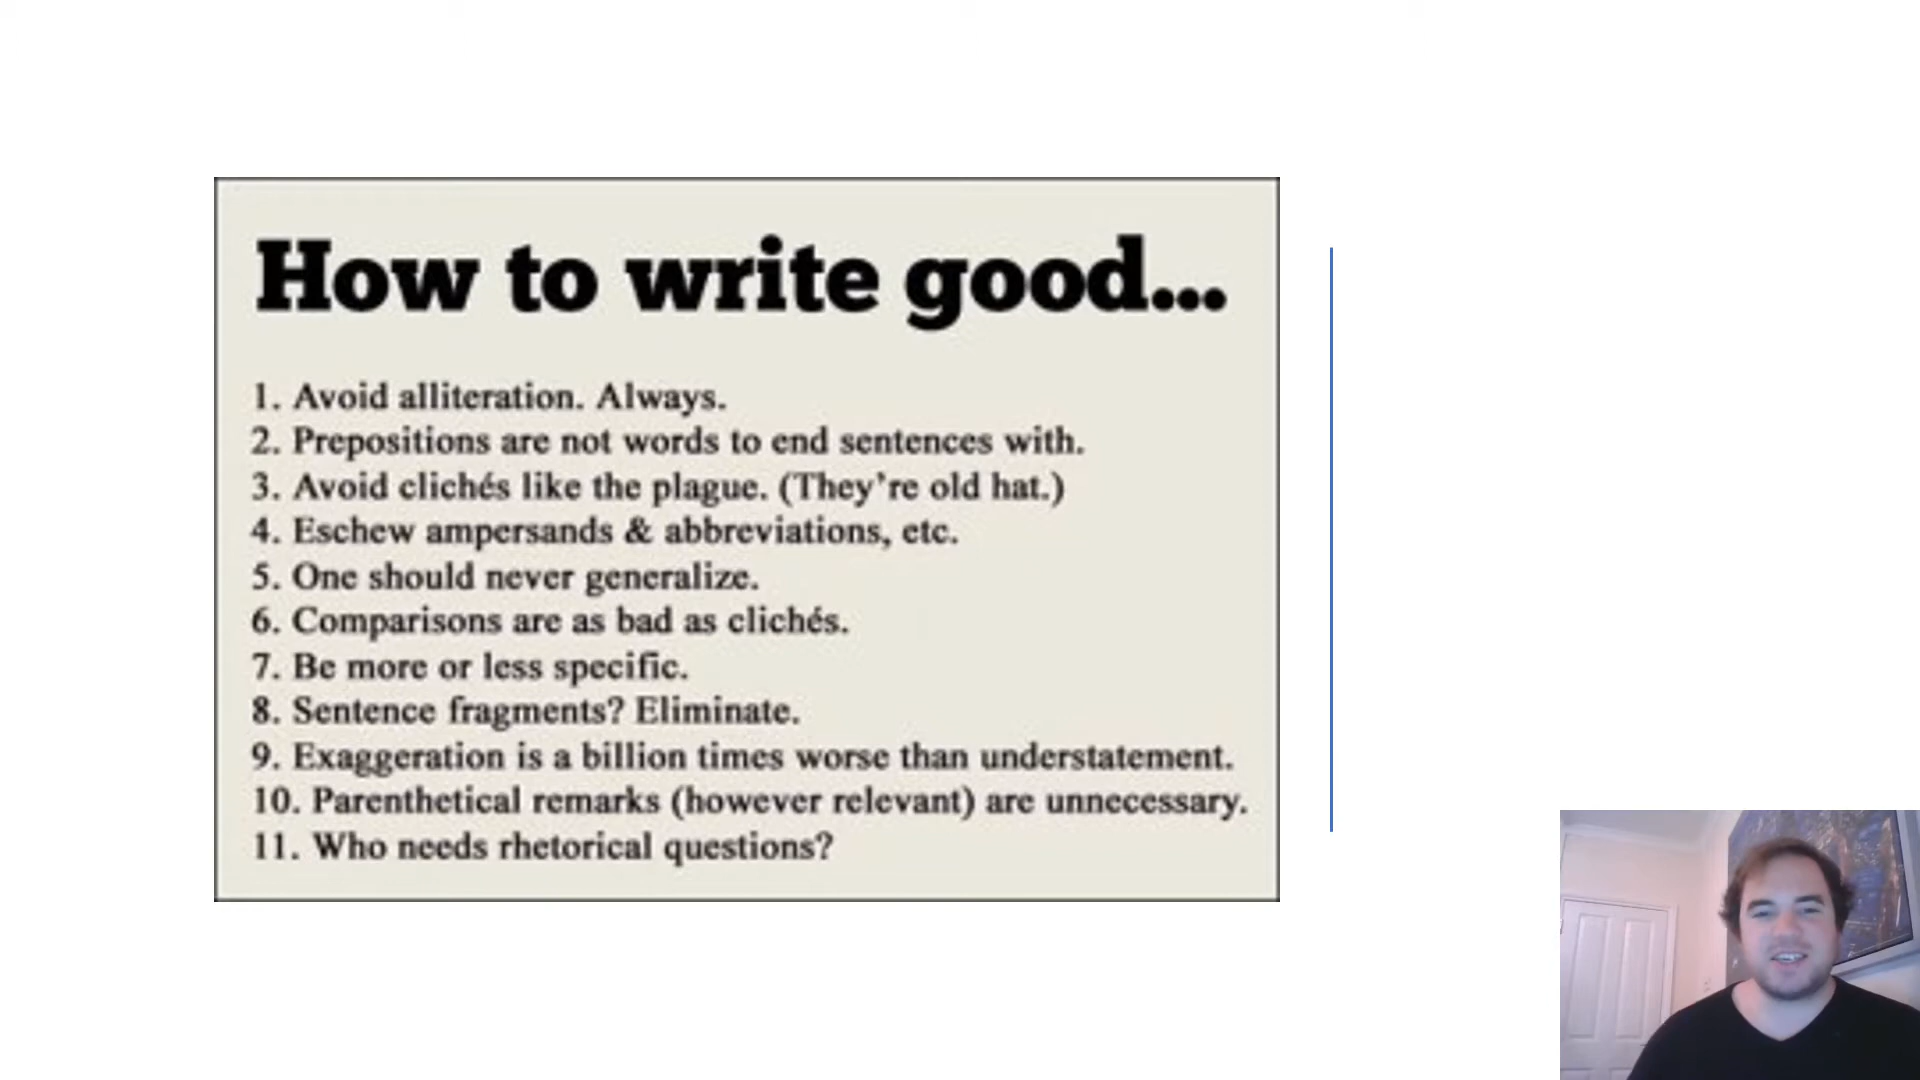 How to write good...
1. Avoid alliteration. Always.
2. Prepositions are not words to end sentences with.
3. Avoid clichés like the plague. (They're old hat.)
4. Eschew ampersands & abbreviations, etc.
5. One should never generalize.
6. Comparisons are as bad as clichés.
7. Be more or less specific.
8. Sentence fragments? Eliminate.
9. Exaggeration is a billion times worse than understatement.
10. Parenthetical remarks (however relevant) are unnecessary.
11. Who needs rhetorical questions?